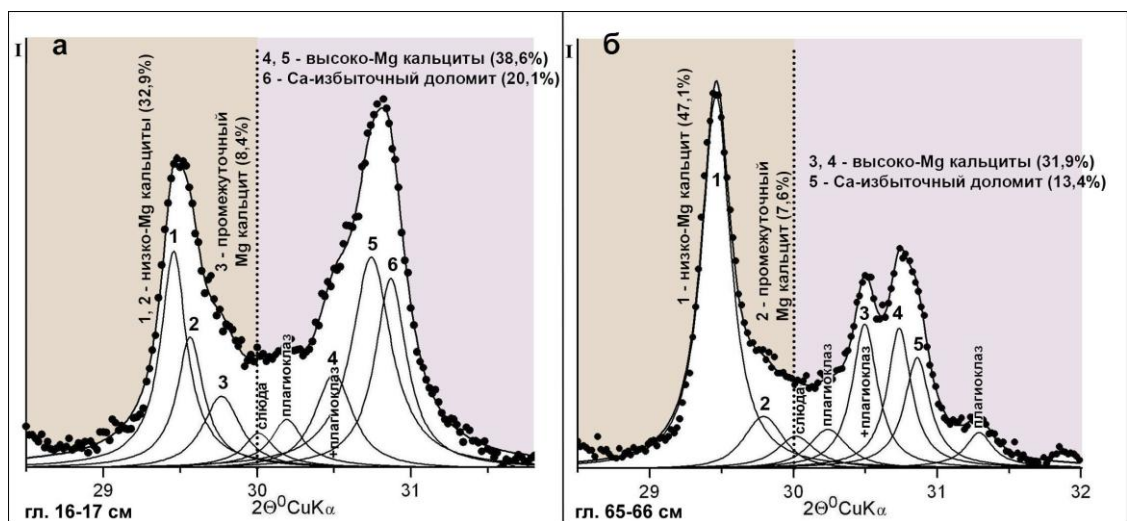 I
а
4, 5 - высоко-Mg кальциты (38,6%)
6 - Ca-избыточный доломит (20,1%)
1, 2 - низко-Mg кальциты (32,9%)
3 - промежуточный
Mg кальцит (8,4%)
1
2
3
слюда
плагиоклаз
4
+плагиоклаз
5
6
29
30
31
2Θ⁰CuKα
гл. 16-17 см
I
б
3, 4 - высоко-Mg кальциты (31,9%)
5 - Ca-избыточный доломит (13,4%)
1 - низко-Mg кальцит (47,1%)
2 - промежуточный
Mg кальцит (7,6%)
1
2
слюда
плагиоклаз
3
+плагиоклаз
4
5
плагиоклаз
29
30
31
32
2Θ⁰CuKα
гл. 65-66 см